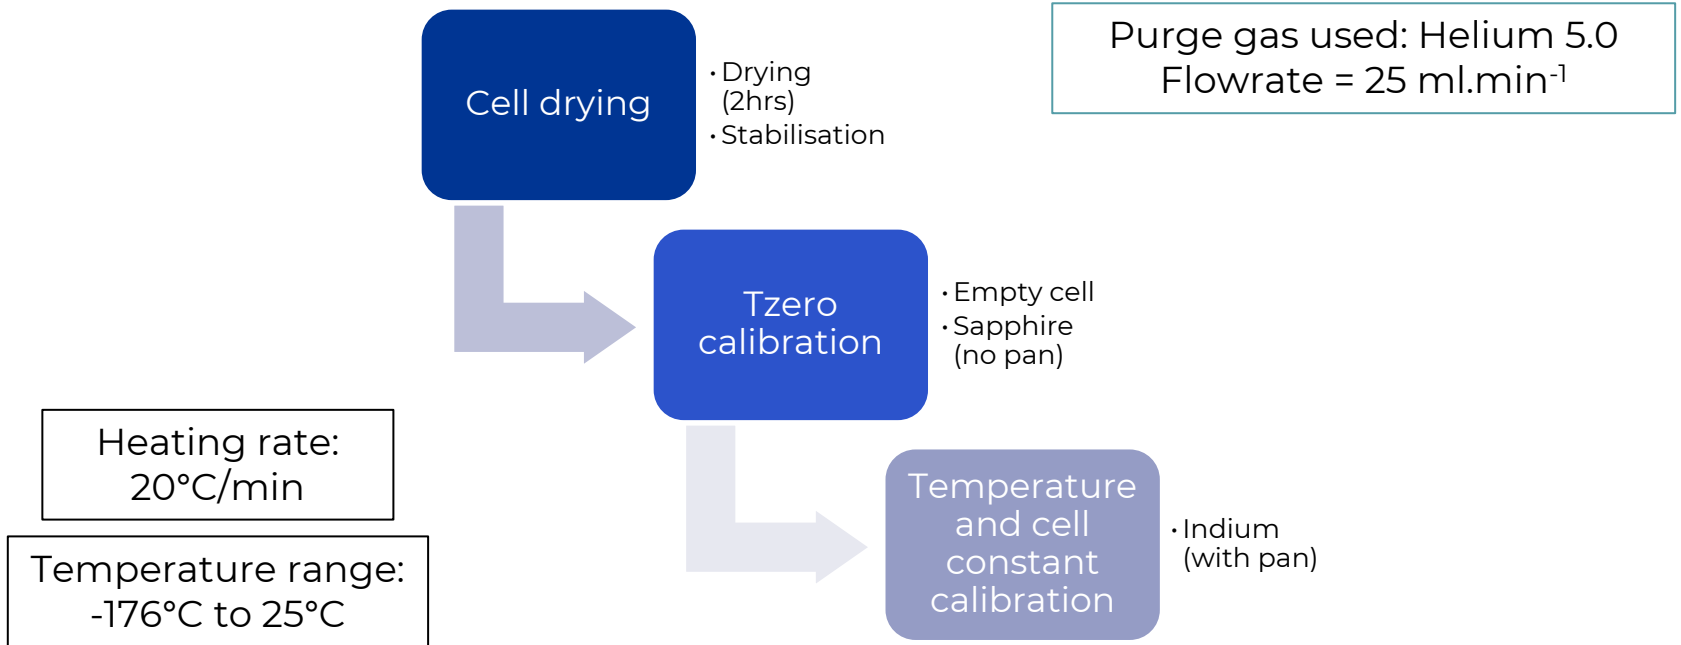 Cell drying
· Drying
(2hrs)
· Stabilisation
Purge gas used: Helium 5.0
Flowrate = 25 ml.min⁻¹
Tzero
calibration
· Empty cell
· Sapphire
(no pan)
Heating rate:
20°C/min
Temperature range:
-176°C to 25°C
Temperature
and cell
constant
calibration
· Indium
(with pan)